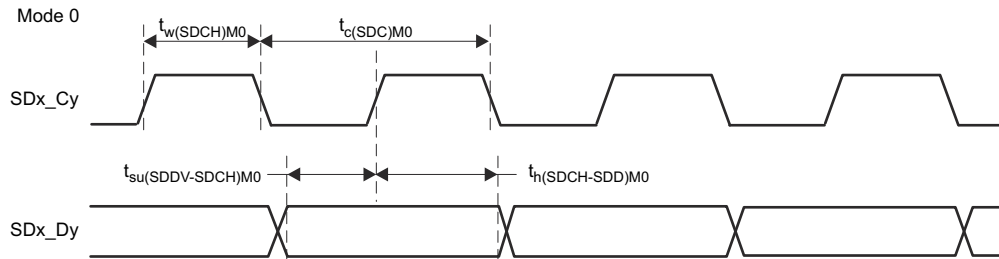 Mode 0
tw(SDCH)M0
tc(SDC)M0
SDx_Cy
tsu(SDDV-SDCH)M0
th(SDCH-SDD)M0
SDx_Dy